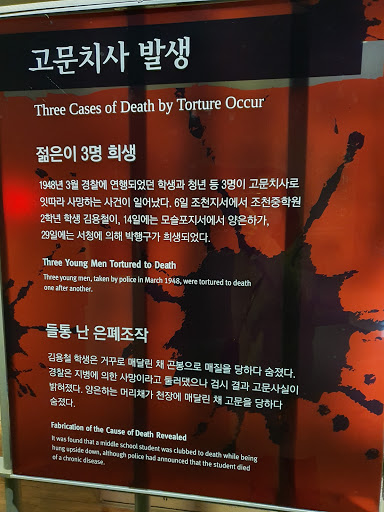 고문치사 발생
Three Cases of Death by Torture Occur
젊은이 3명 희생
1948년 3월 경찰에 연행되었던 학생과 청년 등 3명이 고문치사로
잇따라 사망하는 사건이 일어났다. 6일 조천지서에서 조천중학원
2학년 학생 김용철이, 14일에는 모슬포지서에서 양은하가,
29일에는 서청에 의해 박행구가 희생되었다.
Three Young Men Tortured to Death
Three young men, taken by police in March 1948, were tortured to death
one after another.
들통 난 은폐조작
김용철 학생은 거꾸로 매달린 채 곤봉으로 매질을 당하다 숨졌다.
경찰은 지병에 의한 사망이라고 둘러댔으나 검시 결과 고문사실이
밝혀졌다. 양은하는 머리채가 천장에 매달린 채 고문을 당하다
숨졌다.
Fabrication of the Cause of Death Revealed
It was found that a middle school student was clubbed to death while being
hung upside down, although police had announced that the student died
of a chronic disease.